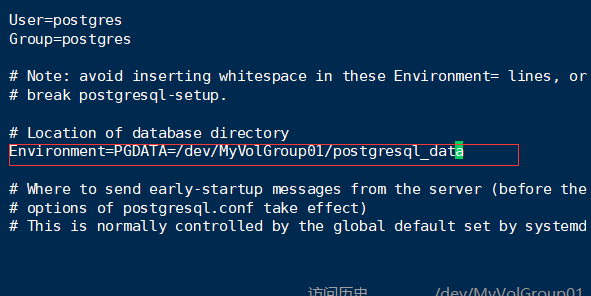 User=postgres
Group=postgres
# Note: avoid inserting whitespace in these Environment= lines, or
# break postgresql-setup.
# Location of database directory
Environment=PGDATA=/dev/MyVolGroup01/postgresql_data
# Where to send early-startup messages from the server (before the
# options of postgresql.conf take effect)
# This is normally controlled by the global default set by systemd
访问历史 /dev/MyVolGroup01